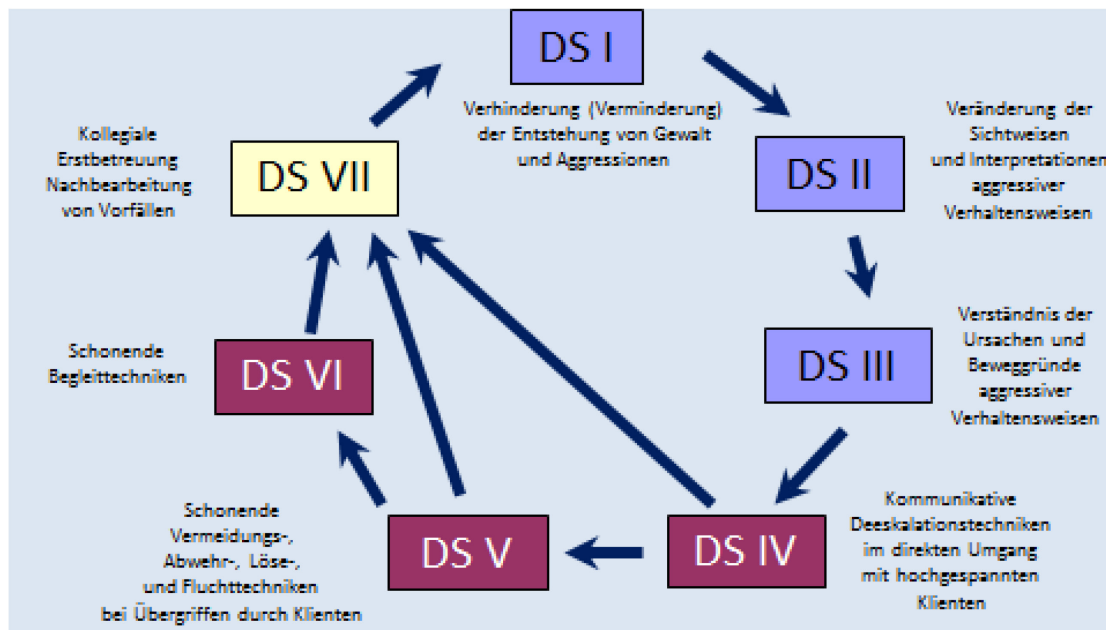 DS I
Verhinderung (Verminderung)
der Entstehung von Gewalt
und Aggressionen
DS II
Veränderung der
Sichtweisen
und Interpretationen
aggressiver
Verhaltensweisen
DS III
Verständnis der
Ursachen und
Beweggründe
aggressiver
Verhaltensweisen
DS IV
Kommunikative
Deeskalationstechniken
im direkten Umgang
mit hochgespannten
Klienten
DS V
Schonende
Vermeidungs-,
Abwehr-, Löse-,
und Fluchttechniken
bei Übergriffen durch Klienten
DS VI
Schonende
Begleittechniken
DS VII
Kollegiale
Erstbetreuung
Nachbearbeitung
von Vorfällen